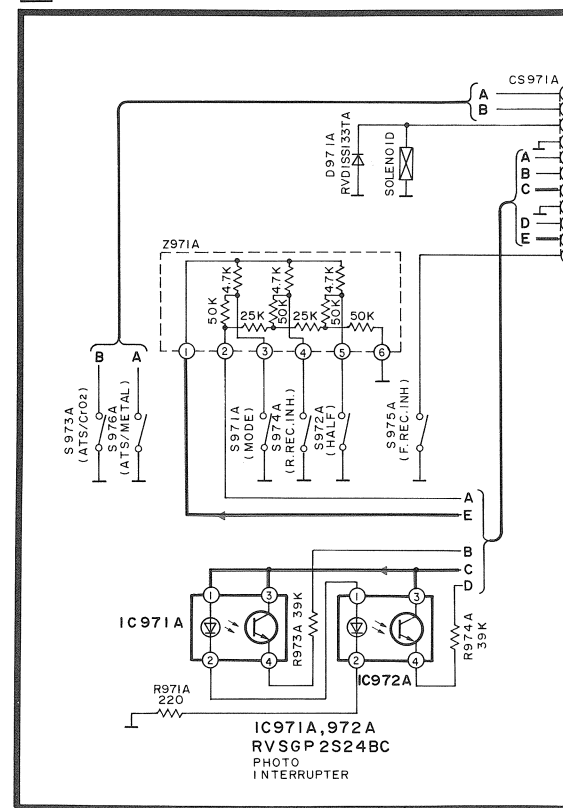 CS971A
A
B
D971A
RVD1SS133TA
SOLENOID
A
B
C
D
E
Z971A
4.7K
4.7K
4.7K
50K
50K
50K
25K
25K
50K
1
2
3
4
5
6
B
A
S973A
(ATS/CrO2)
S976A
(ATS/METAL)
S971A
(MODE)
S974A
(R.REC.INH.)
S972A
(HALF)
S975A
(F.REC.INH)
A
E
B
C
D
IC971A
1
3
2
4
R973A 39K
1
3
2
4
IC972A
R974A
39K
R971A
220
IC971A,972A
RVSGP2S24BC
PHOTO
INTERRUPTER